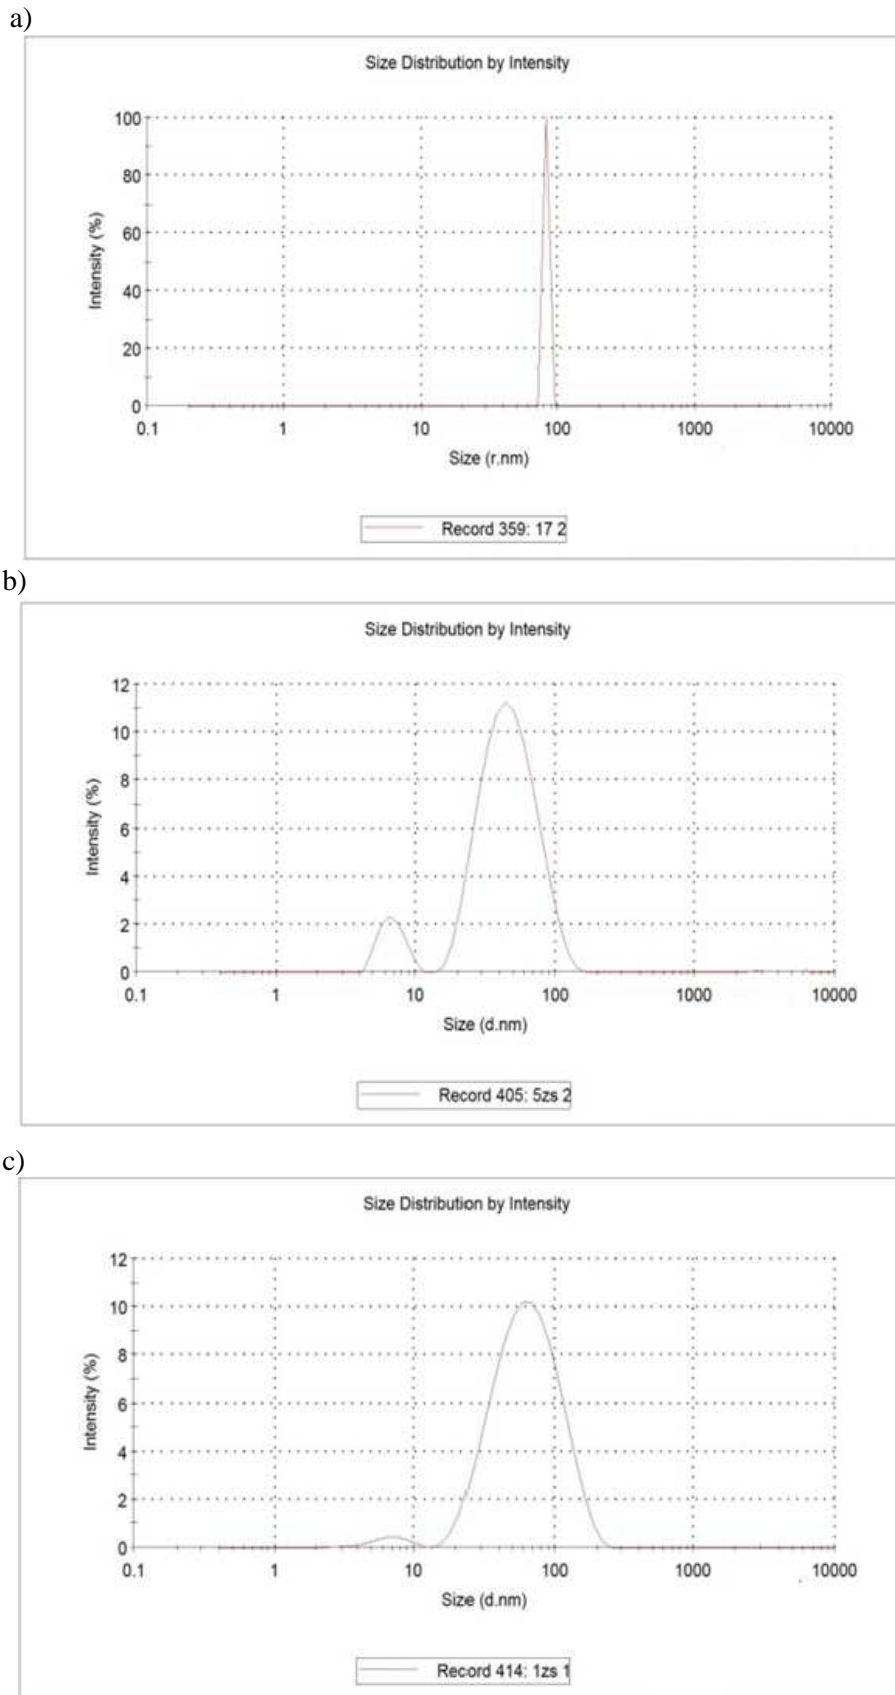 a)
Size Distribution by Intensity
100
80
60
40
20
0
Intensity (%)
0.1 1 10 100 1000 10000
Size (r.nm)
Record 359: 17 2
b)
Size Distribution by Intensity
12
10
8
6
4
2
0
Intensity (%)
0.1 1 10 100 1000 10000
Size (d.nm)
Record 405: 5zs 2
c)
Size Distribution by Intensity
12
10
8
6
4
2
0
Intensity (%)
0.1 1 10 100 1000 10000
Size (d.nm)
Record 414: 1zs 1